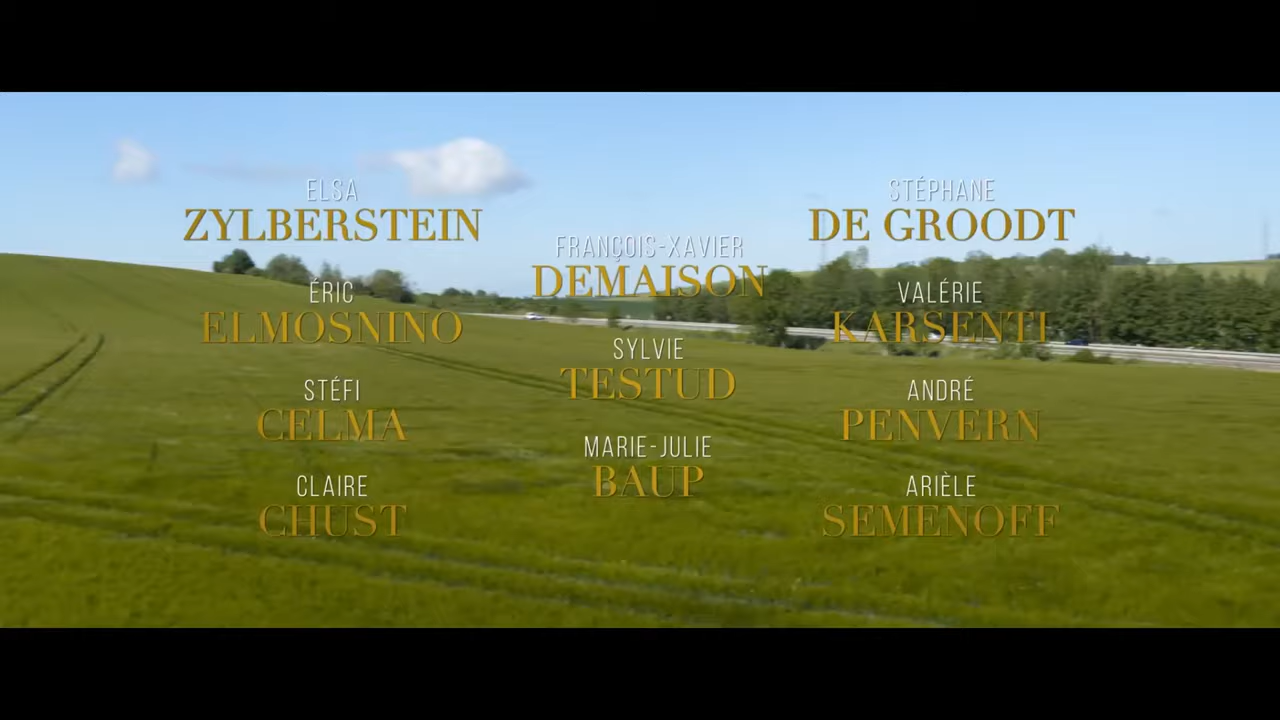 ELSA
ZYLBERSTEIN
ÉRIC
ELMOSNINO
STÉFI
CELMA
CLAIRE
CHUST
FRANÇOIS-XAVIER
DEMAISON
SYLVIE
TESTUD
MARIE-JULIE
BAUP
STÉPHANE
DE GROODT
VALÉRIE
KARSENTI
ANDRÉ
PENVERN
ARIÈLE
SEMENOFF